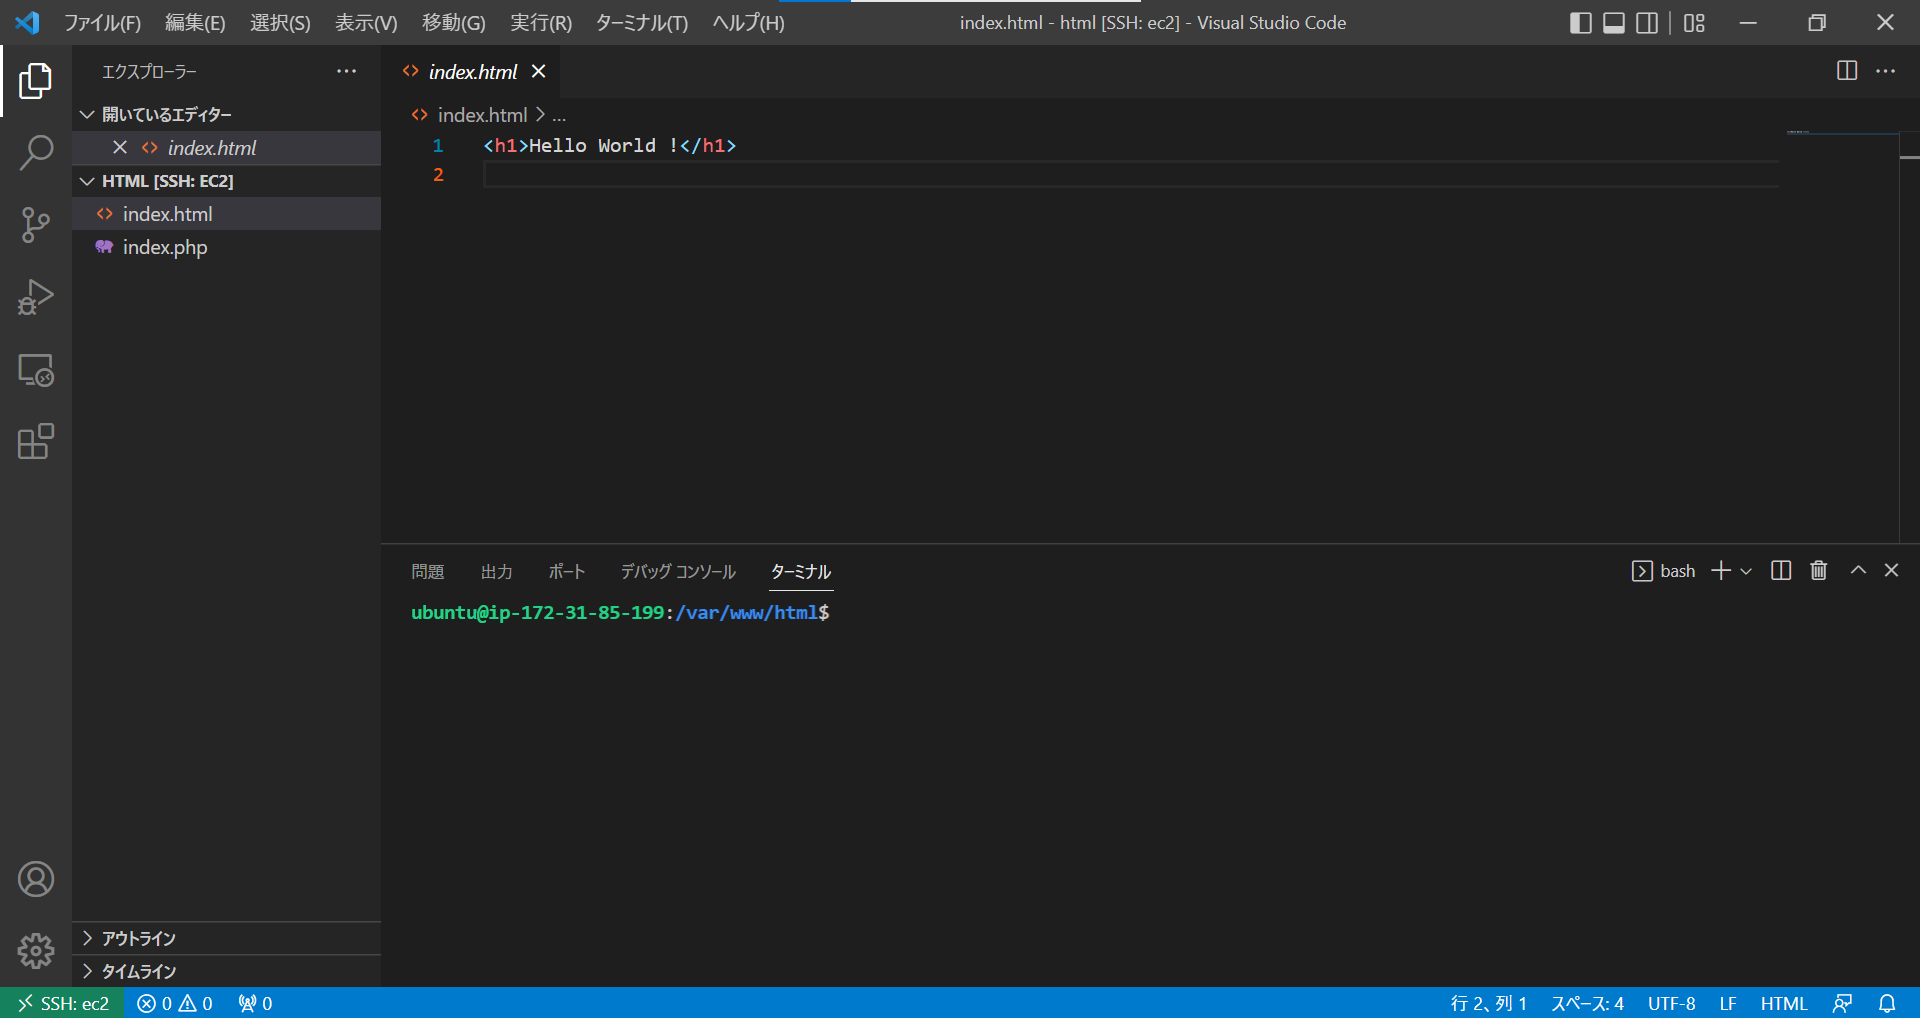 ファイル(F) 編集(E) 選択(S) 表示(V) 移動(G) 実行(R) ターミナル(T) ヘルプ(H) index.html - html [SSH: ec2] - Visual Studio Code
エクスプローラー
開いているエディター
index.html
HTML [SSH: EC2]
index.html
index.php
アウトライン
タイムライン
index.html
index.html > ...
1 <h1>Hello World !</h1>
2
問題 出力 ポート デバッグ コンソール ターミナル bash
ubuntu@ip-172-31-85-199:/var/www/html$
SSH: ec2 0 0 0 行 2、列 1 スペース: 4 UTF-8 LF HTML